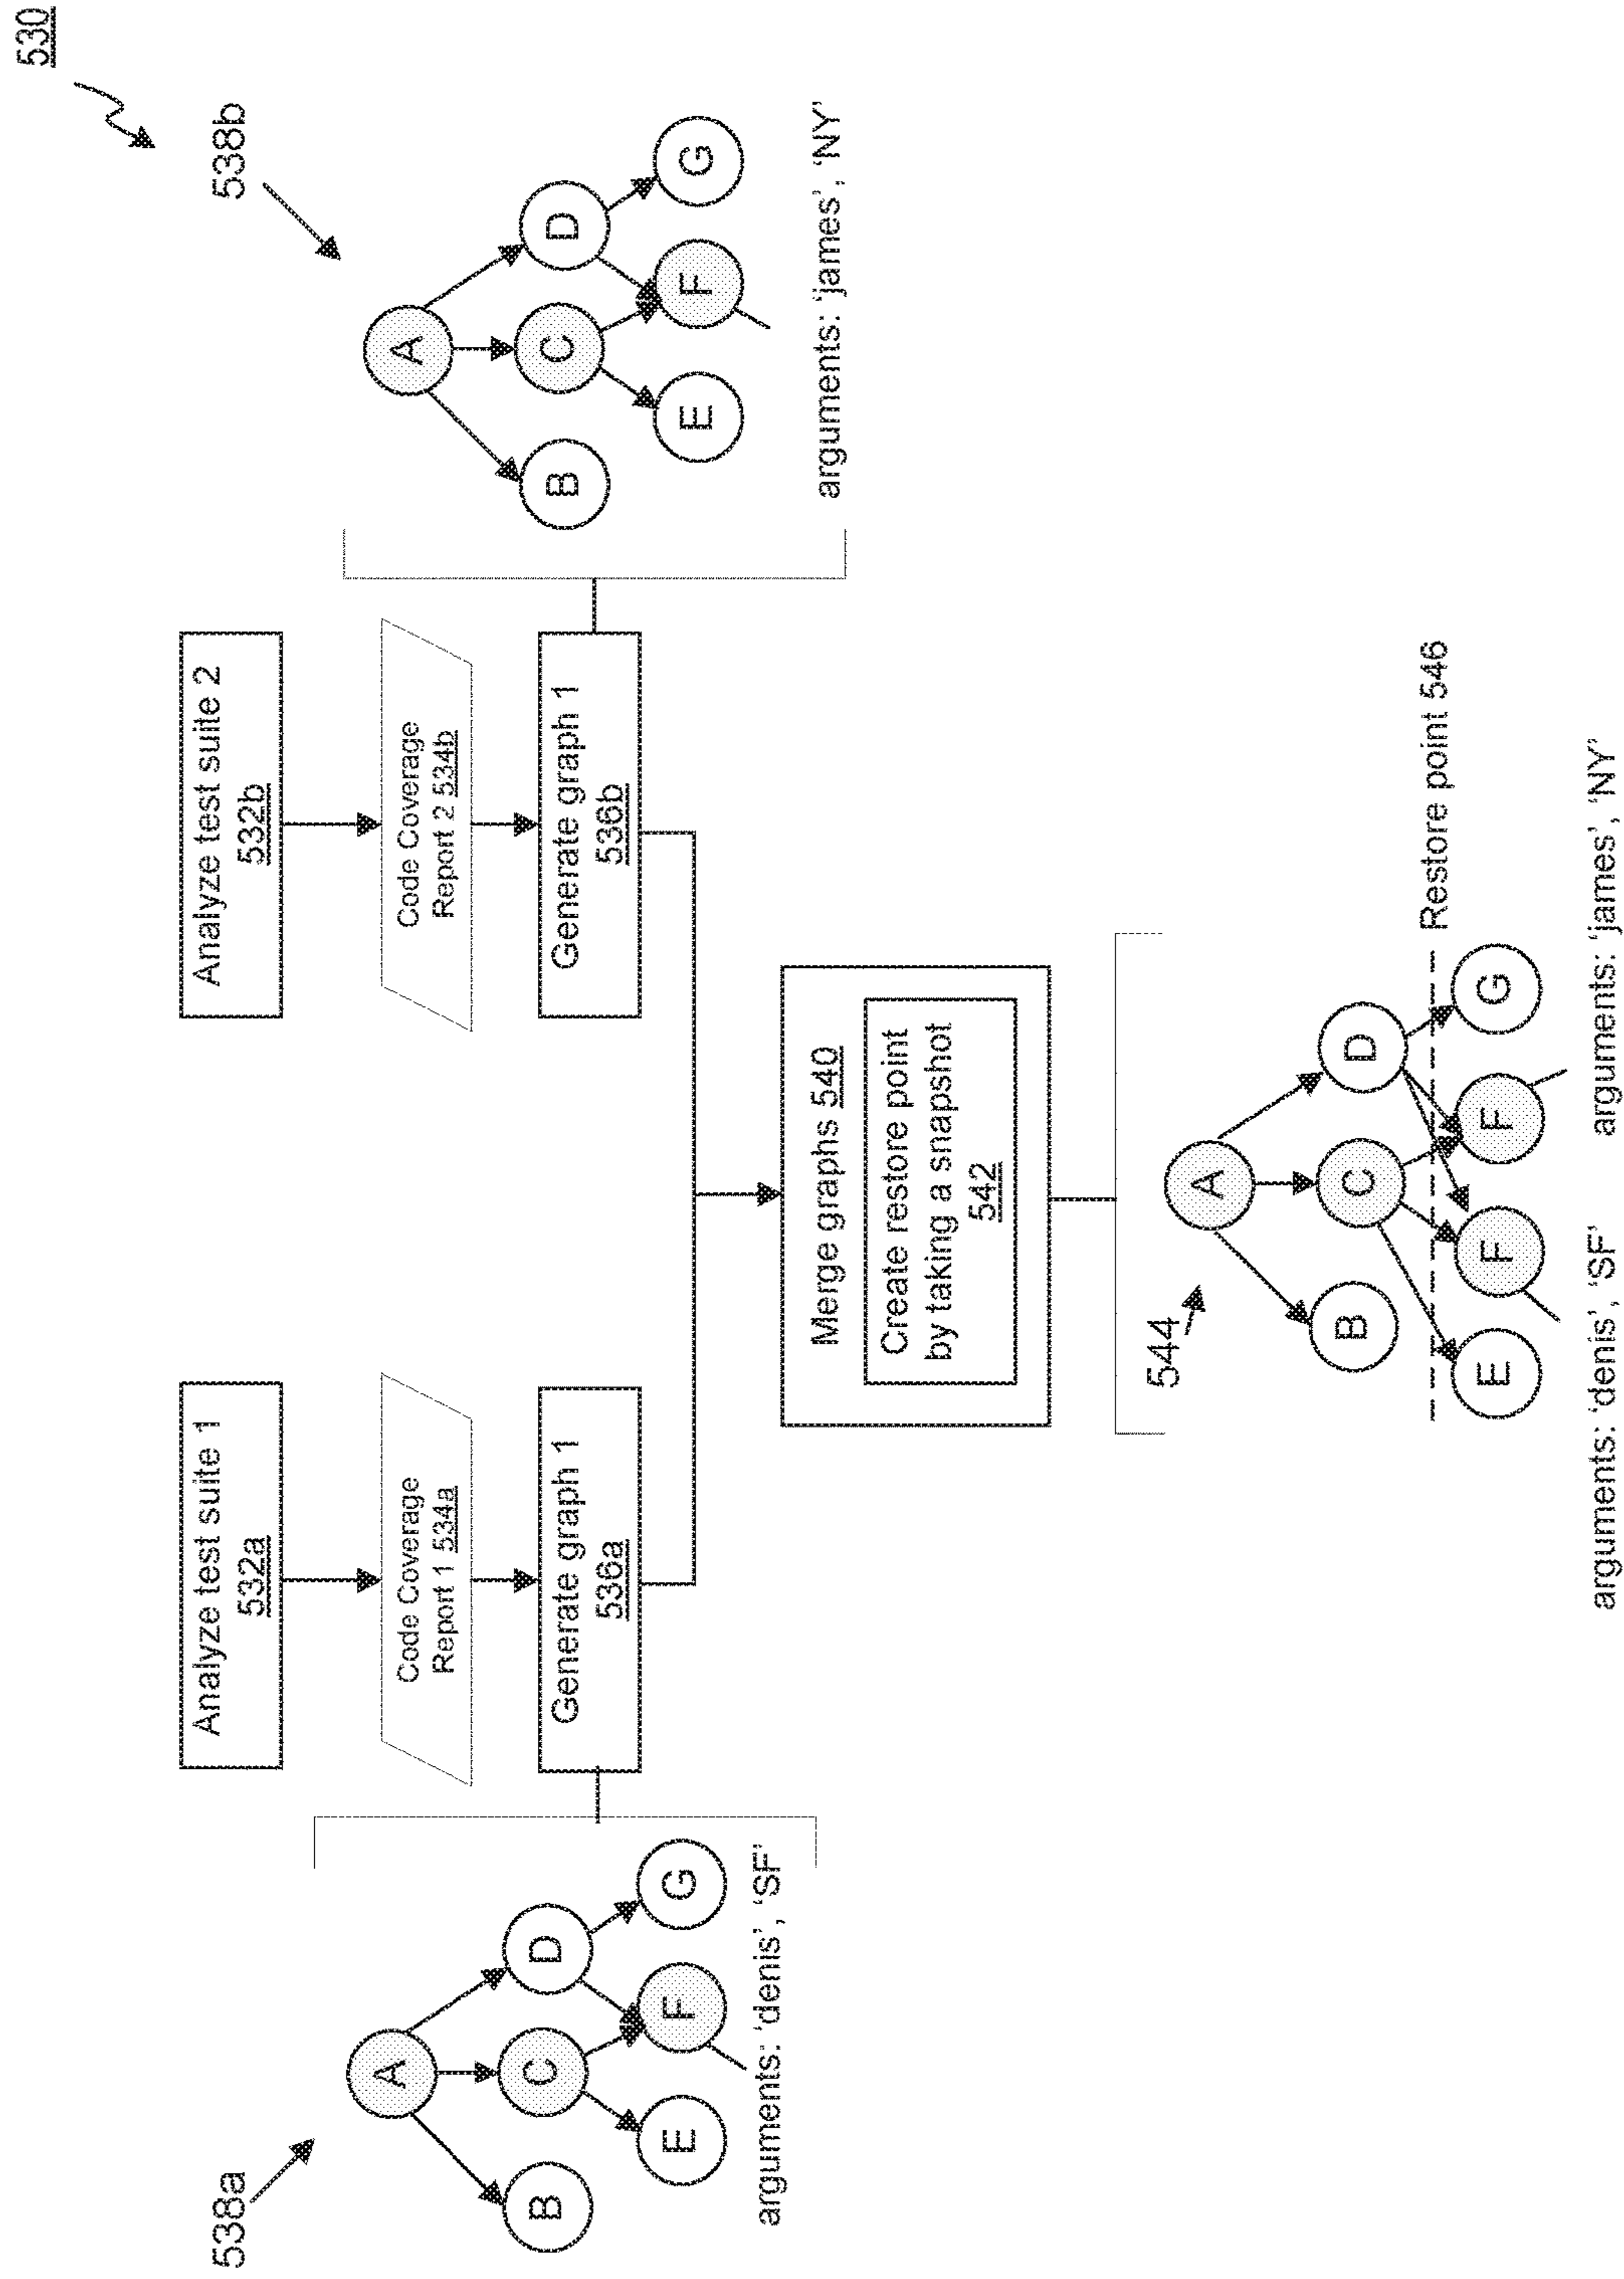 530
538a
538b
Analyze test suite 1
532a
Analyze test suite 2
532b
Code Coverage
Report 1 534a
Code Coverage
Report 2 534b
Generate graph 1
536a
Generate graph 1
536b
A
B
C
D
E
F
G
arguments: 'denis', 'SF'
A
B
C
D
E
F
G
arguments: 'james', 'NY'
Merge graphs 540
Create restore point
by taking a snapshot
542
544
A
B
C
D
Restore point 546
E
F
F
G
arguments: 'denis', 'SF'
arguments: 'james', 'NY'